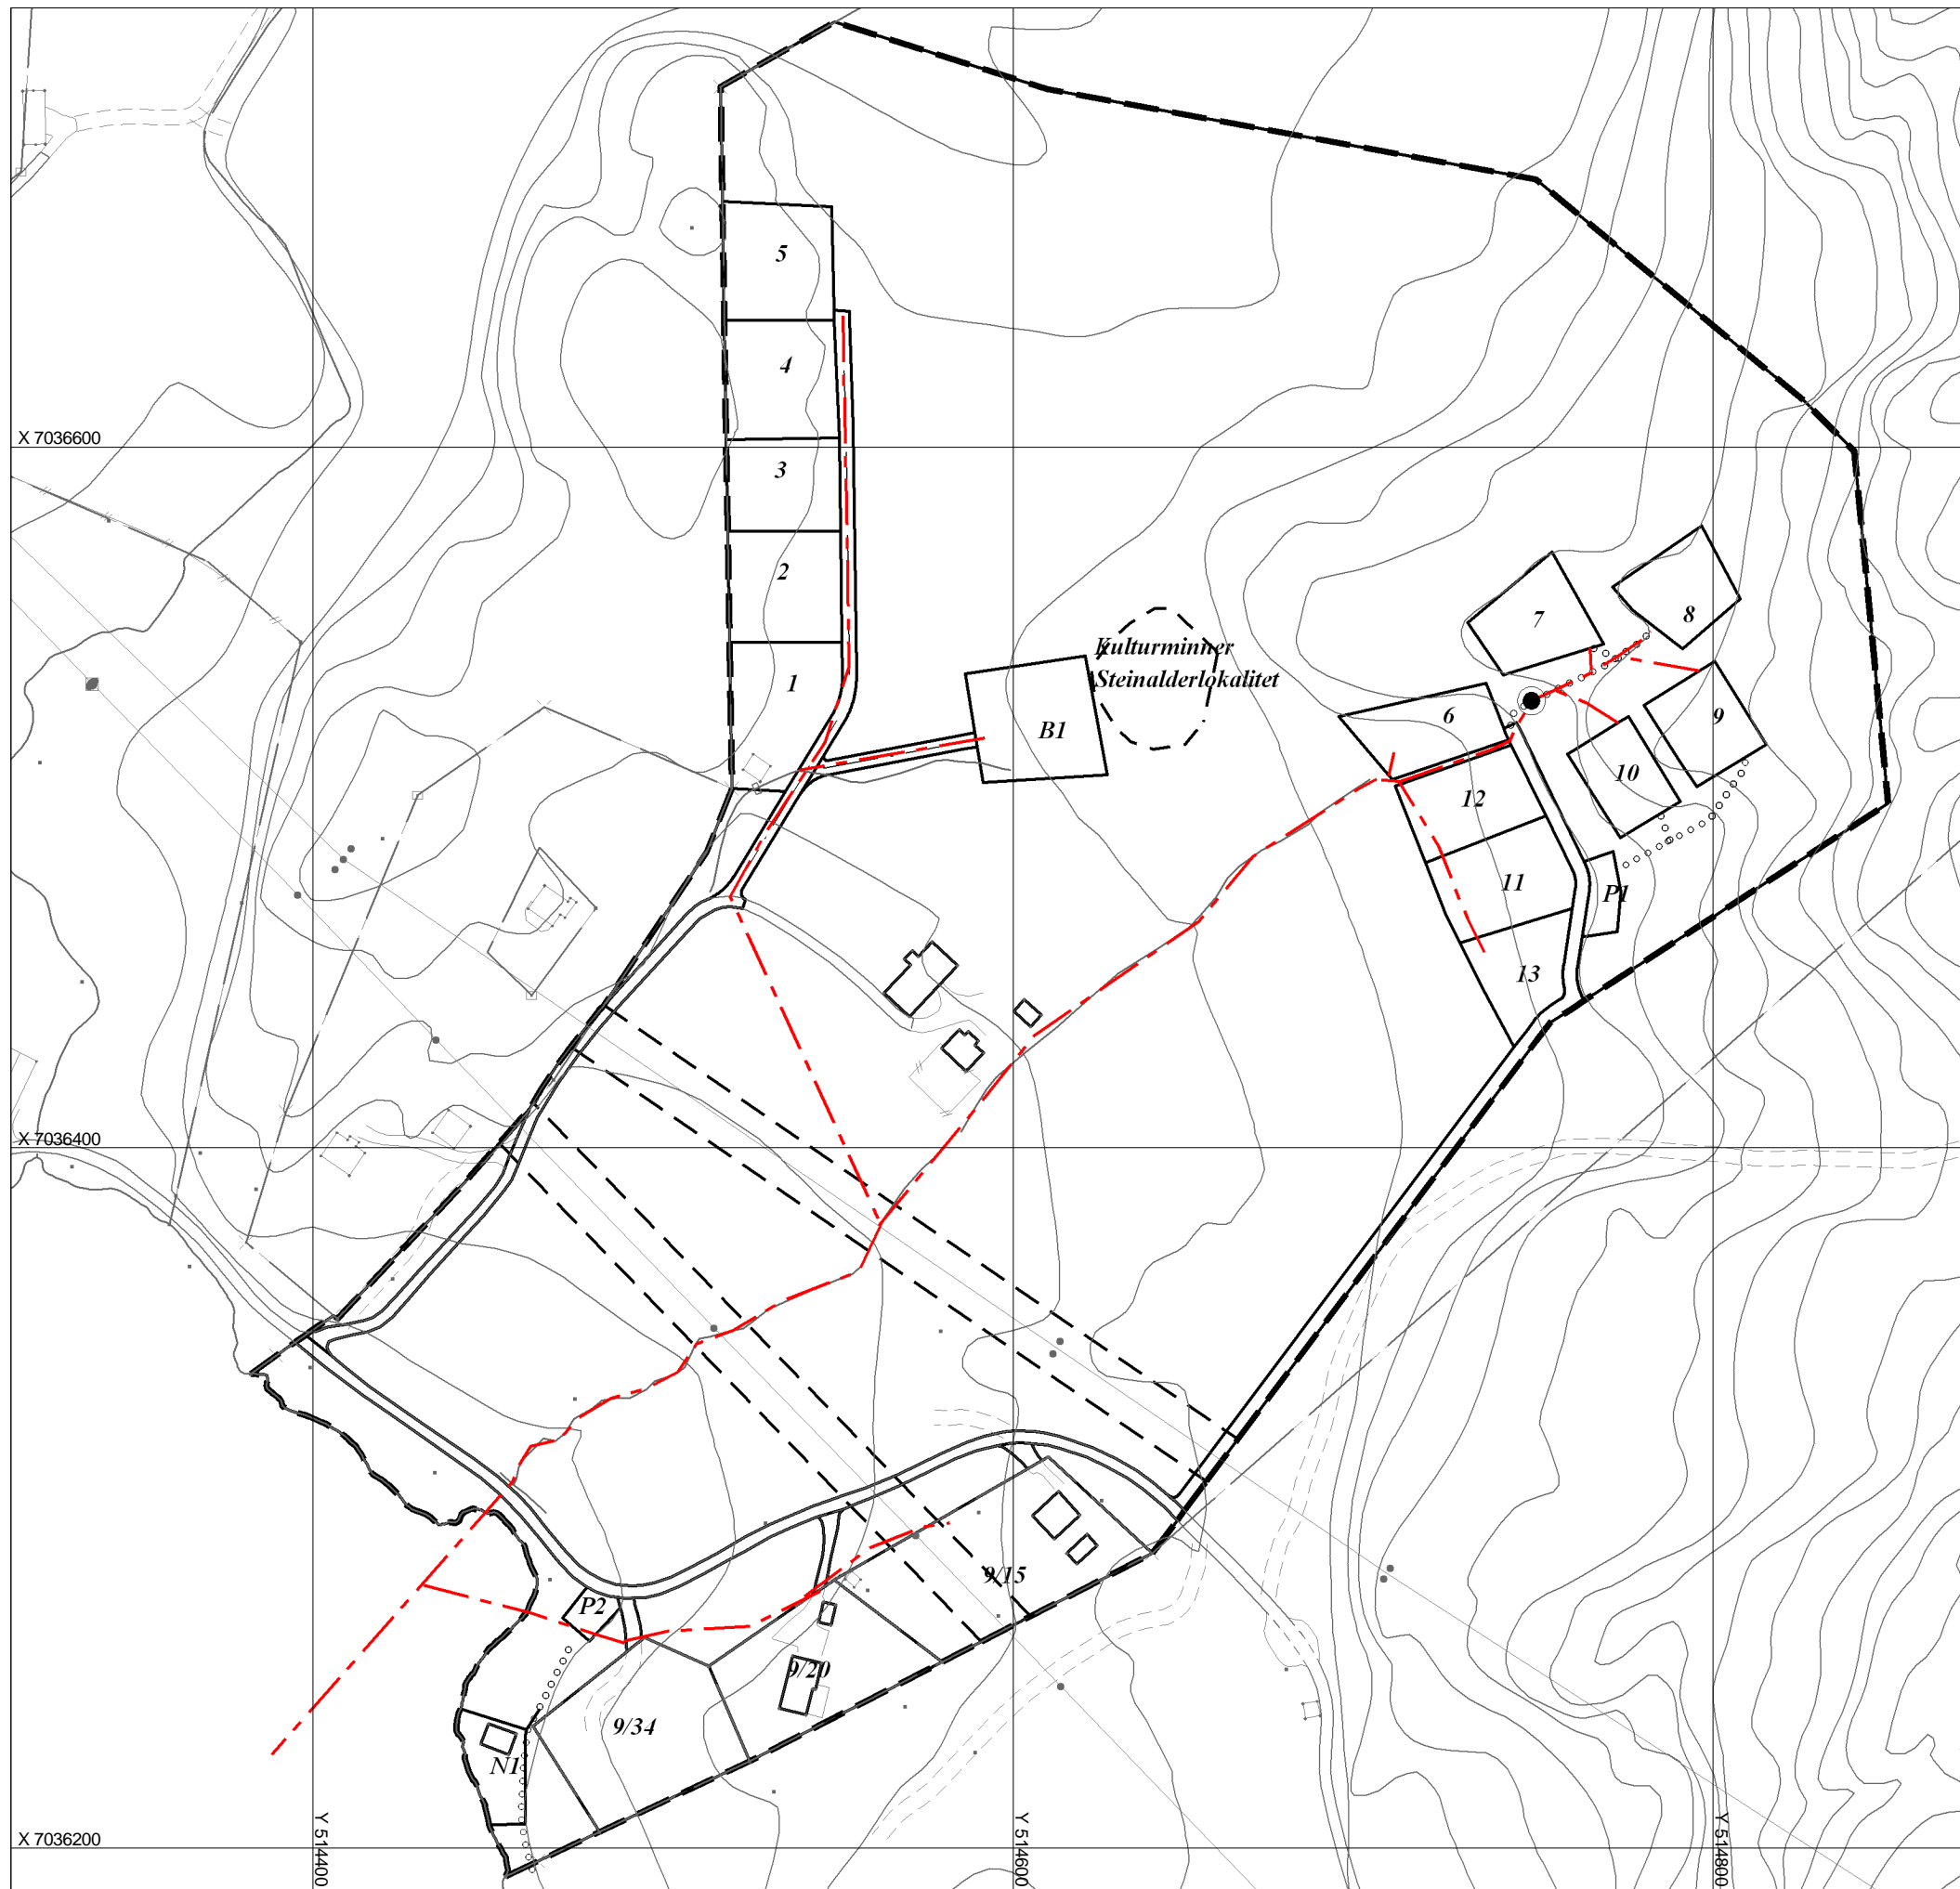 5
4
X 7036600
3
2
7
8
Kulturminner
Steinalderlokalitet
1
6
9
B1
10
12
11
P1
13
X 7036400
9/15
P2
9/20
9/34
N1
X 7036200
Y 514400
Y 514600
Y 514800